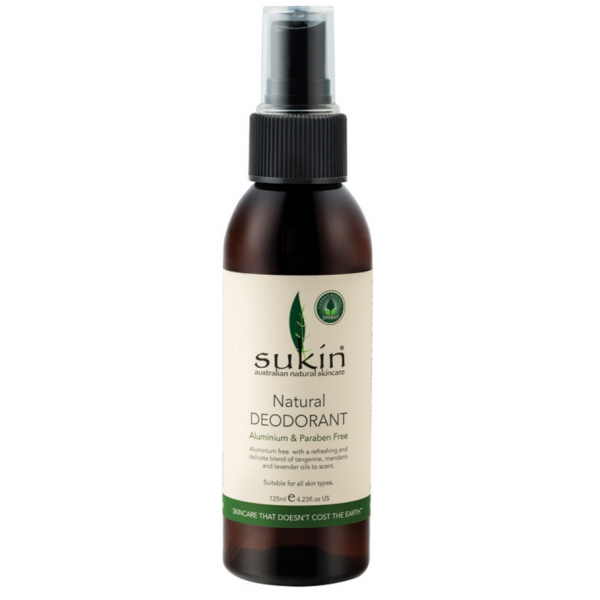 sukin®
australian natural skincare
Natural
DEODORANT
Aluminium & Paraben Free
Aluminium free with a refreshing and
delicate blend of tangerine, mandarin
and lavender oils to scent.
Suitable for all skin types.
125ml ℮ 4.23fl.oz US
SKINCARE THAT DOESN'T COST THE EARTH™